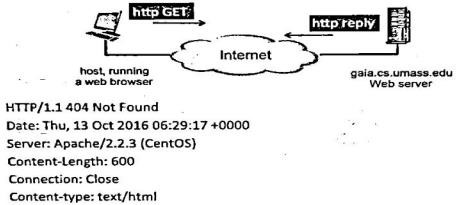 http GET
http reply
Internet
host, running
a web browser
gaia.cs.umass.edu
Web server
HTTP/1.1 404 Not Found
Date: Thu, 13 Oct 2016 06:29:17 +0000
Server: Apache/2.2.3 (CentOS)
Content-Length: 600
Connection: Close
Content-type: text/html